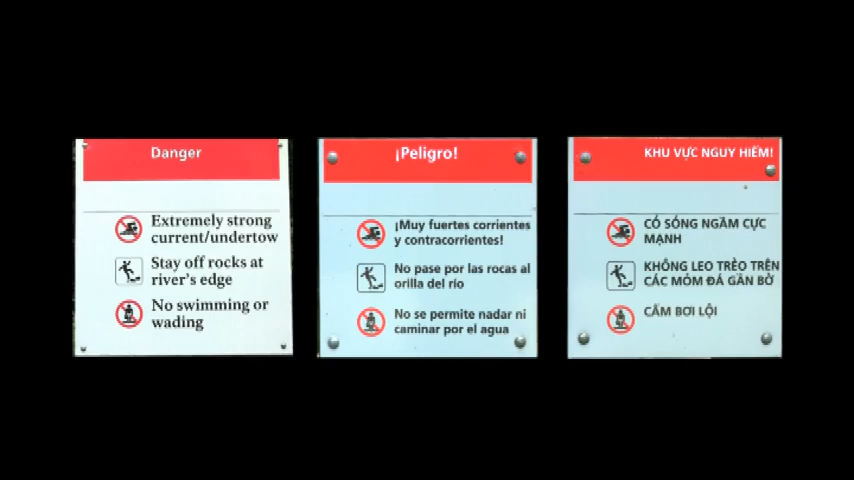 Danger
Extremely strong
current/undertow
Stay off rocks at
river's edge
No swimming or
wading
¡Peligro!
¡Muy fuertes corrientes
y contracorrientes!
No pase por las rocas al
orilla del río
No se permite nadar ni
caminar por el agua
KHU VỰC NGUY HIỂM!
CÓ SÓNG NGẦM CỰC
MẠNH
KHÔNG LEO TRÈO TRÊN
CÁC MỎM ĐÁ GẦN BỜ
CẤM BƠI LỘI